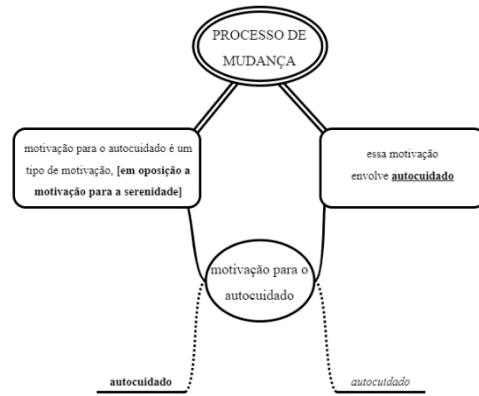 PROCESSO DE
MUDANÇA
motivação para o autocuidado é um
tipo de motivação, [em oposição a
motivação para a serenidade]
essa motivação
envolve autocuidado
motivação para o
autocuidado
autocuidado
autocuidado